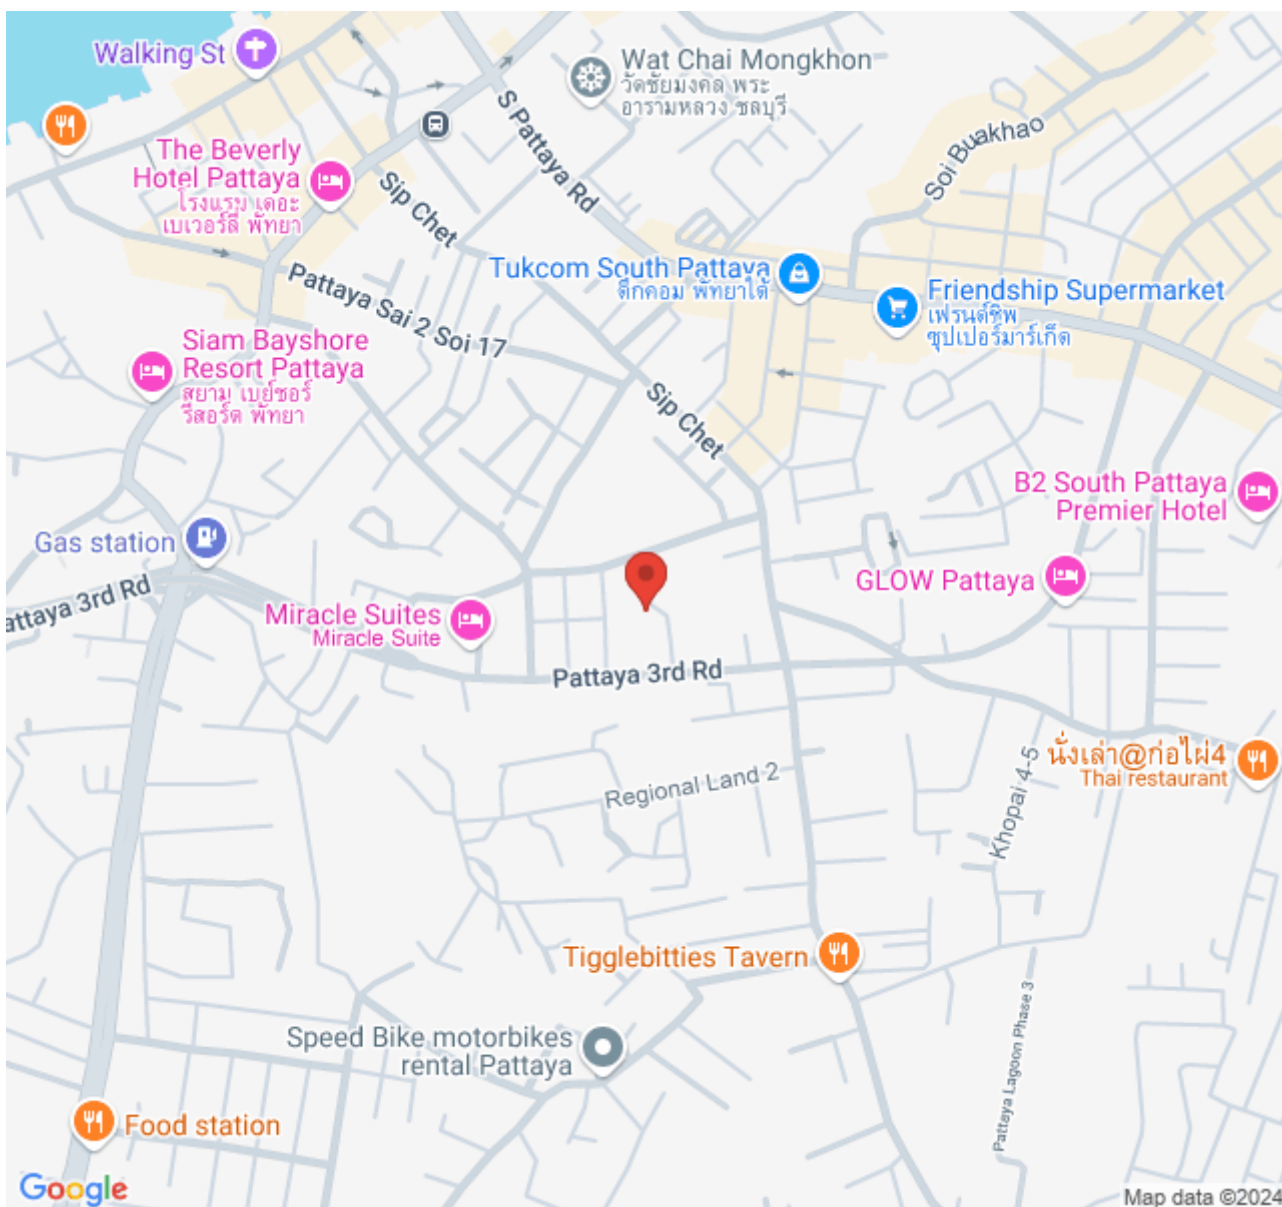 Walking St
Wat Chai Mongkhon
วัดชัยมงคล พระ
อารามหลวง ชลบุรี
S Pattaya Rd
Soi Buakhao
The Beverly
Hotel Pattaya
โรงแรม เดอะ
เบเวอร์ลี่ พัทยา
Sip Chet
Tukcom South Pattaya
ตึกคอม พัทยาใต้
Friendship Supermarket
เฟรนด์ชิพ
ซุปเปอร์มาร์เก็ต
Pattaya Sai 2 Soi 17
Siam Bayshore
Resort Pattaya
สยาม เบย์ชอร์
รีสอร์ต พัทยา
Sip Chet
B2 South Pattaya
Premier Hotel
Gas station
GLOW Pattaya
attaya 3rd Rd
Miracle Suites
Miracle Suite
Pattaya 3rd Rd
นั่งเล่า@ก่อไผ่4
Thai restaurant
Regional Land 2
Khopai 4-5
Tigglebitties Tavern
Pattaya Lagoon Phase 3
Speed Bike motorbikes
rental Pattaya
Food station
Google
Map data ©2024